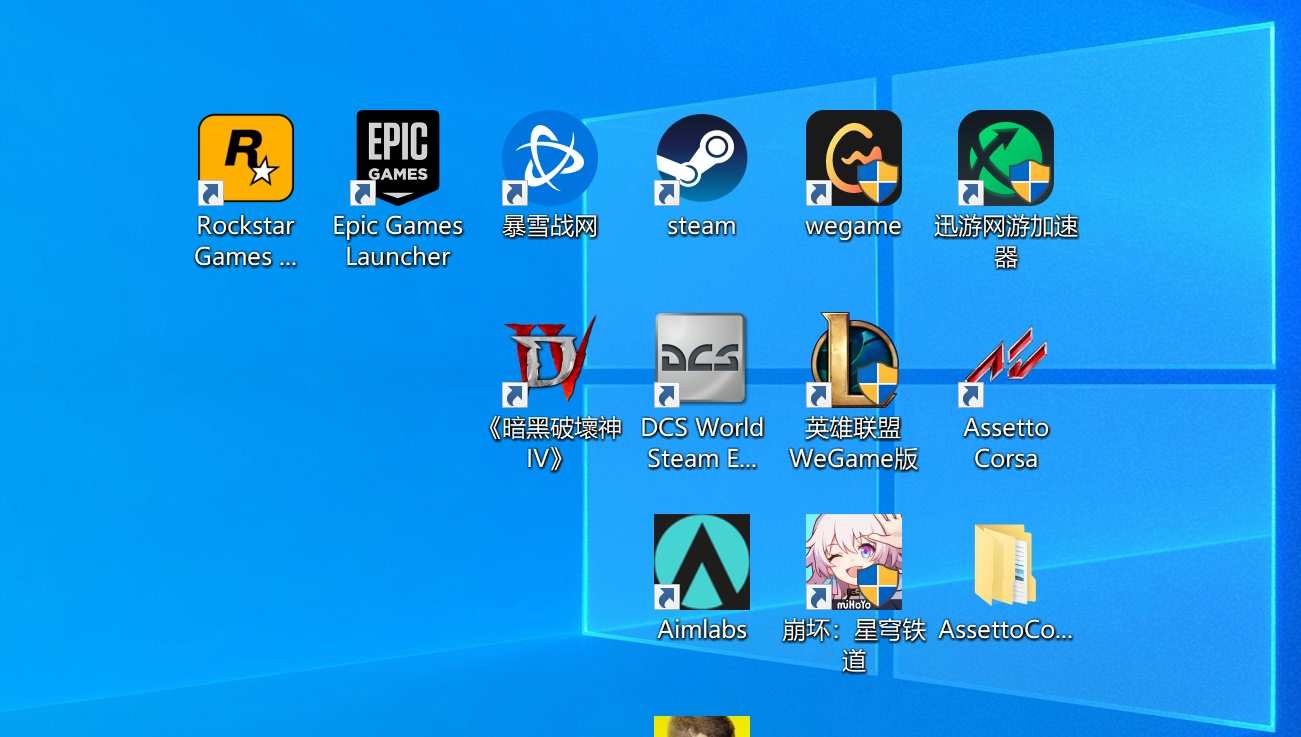 R
EPIC
GAMES
Rockstar
Games ...
Epic Games
Launcher
暴雪战网
steam
wegame
迅游网游加速
器
DCS
《暗黑破壞神
IV》
DCS World
Steam E...
英雄联盟
WeGame版
Assetto
Corsa
miHoYo
Aimlabs
崩坏：星穹铁
道
AssettoCo...